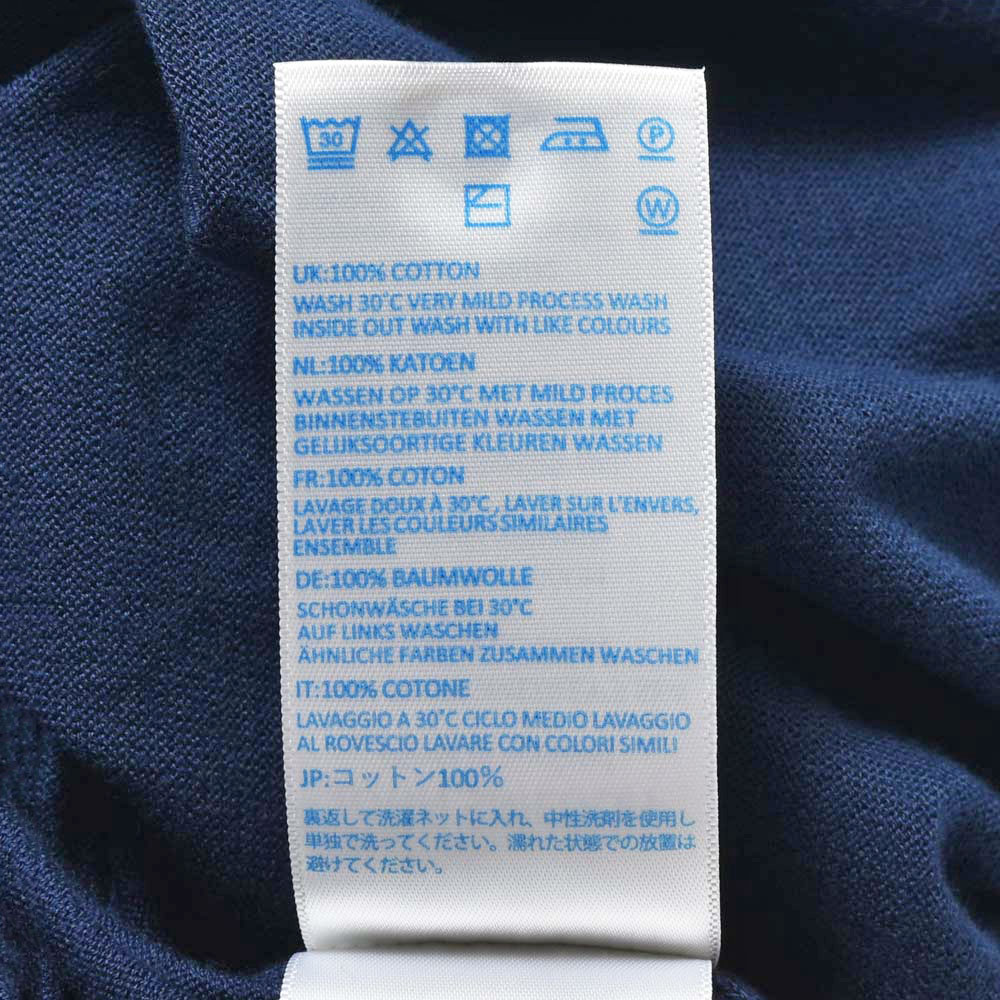 30 P
W
UK:100% COTTON
WASH 30°C VERY MILD PROCESS WASH
INSIDE OUT WASH WITH LIKE COLOURS
NL:100% KATOEN
WASSEN OP 30°C MET MILD PROCES
BINNENSTEBUITEN WASSEN MET
GELIJKSOORTIGE KLEUREN WASSEN
FR:100% COTON
LAVAGE DOUX À 30°C, LAVER SUR L'ENVERS,
LAVER LES COULEURS SIMILAIRES
ENSEMBLE
DE:100% BAUMWOLLE
SCHONWÄSCHE BEI 30°C
AUF LINKS WASCHEN
ÄHNLICHE FARBEN ZUSAMMEN WASCHEN
IT:100% COTONE
LAVAGGIO A 30°C CICLO MEDIO LAVAGGIO
AL ROVESCIO LAVARE CON COLORI SIMILI
JP:コットン100%
裏返して洗濯ネットに入れ、中性洗剤を使用し
単独で洗ってください。濡れた状態での放置は
避けてください。